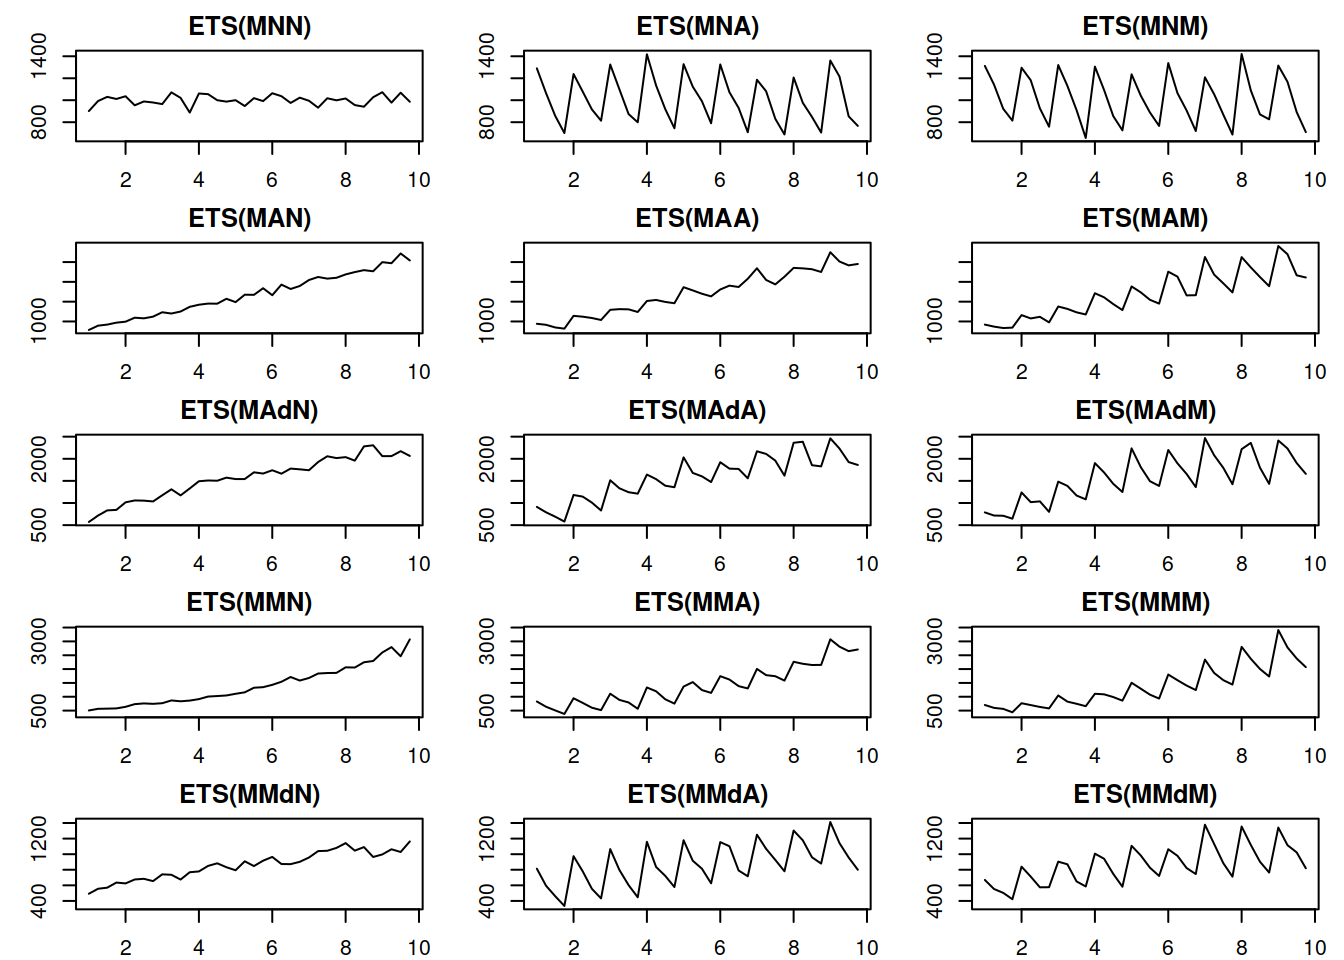 ETS(MNN) ETS(MNA) ETS(MNM)
1400 1400 1400
800 800 800
2 4 6 8 10 2 4 6 8 10 2 4 6 8 10
ETS(MAN) ETS(MAA) ETS(MAM)
1000 1000 1000
2 4 6 8 10 2 4 6 8 10 2 4 6 8 10
ETS(MAdN) ETS(MAdA) ETS(MAdM)
2000 2000 2000
500 500 500
2 4 6 8 10 2 4 6 8 10 2 4 6 8 10
ETS(MMN) ETS(MMA) ETS(MMM)
3000 3000 3000
500 500 500
2 4 6 8 10 2 4 6 8 10 2 4 6 8 10
ETS(MMdN) ETS(MMdA) ETS(MMdM)
1200 1200 1200
400 400 400
2 4 6 8 10 2 4 6 8 10 2 4 6 8 10